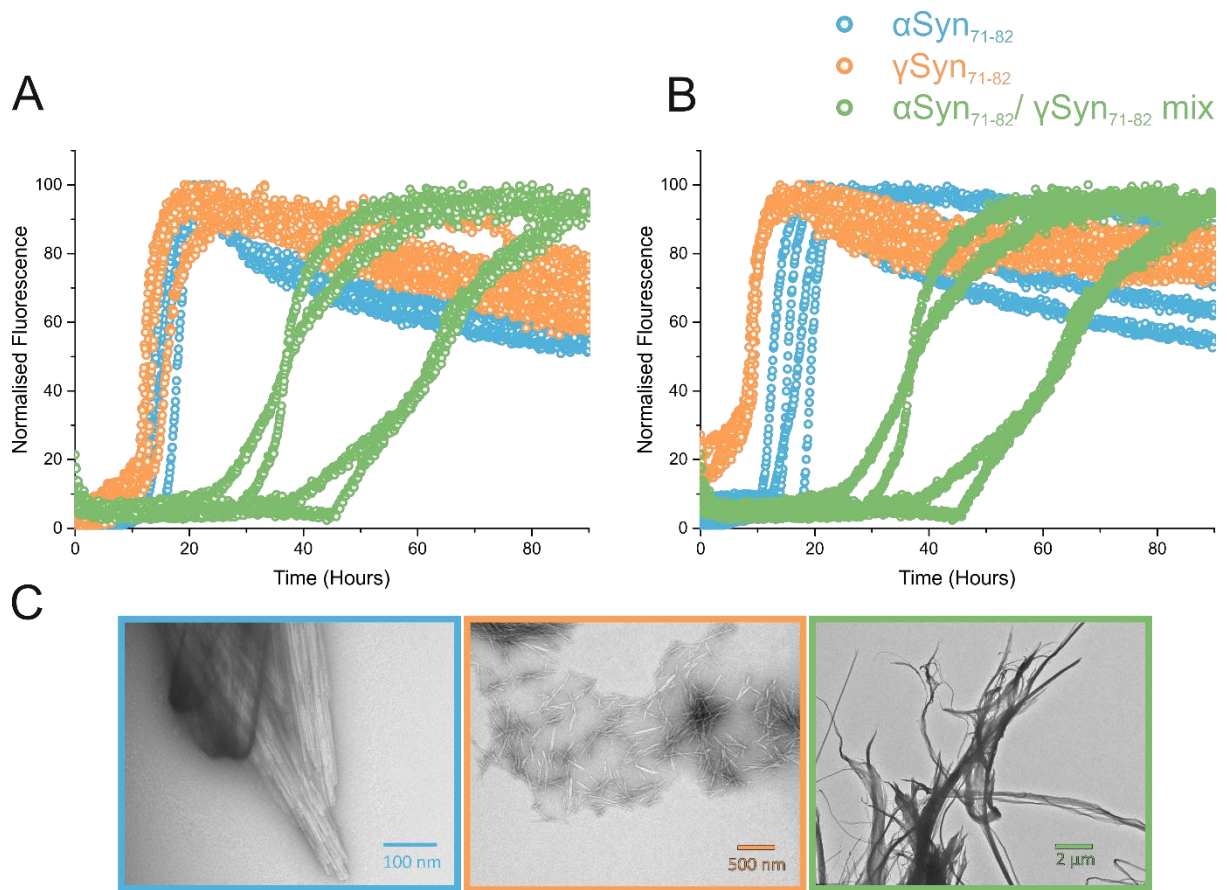 αSyn71-82
γSyn71-82
αSyn71-82/ γSyn71-82 mix
A
B
100
80
60
40
20
0
Normalised Fluorescence
0
20
40
60
80
Time (Hours)
100
80
60
40
20
0
Normalised Flourescence
0
20
40
60
80
Time (Hours)
C
100 nm
500 nm
2 μm